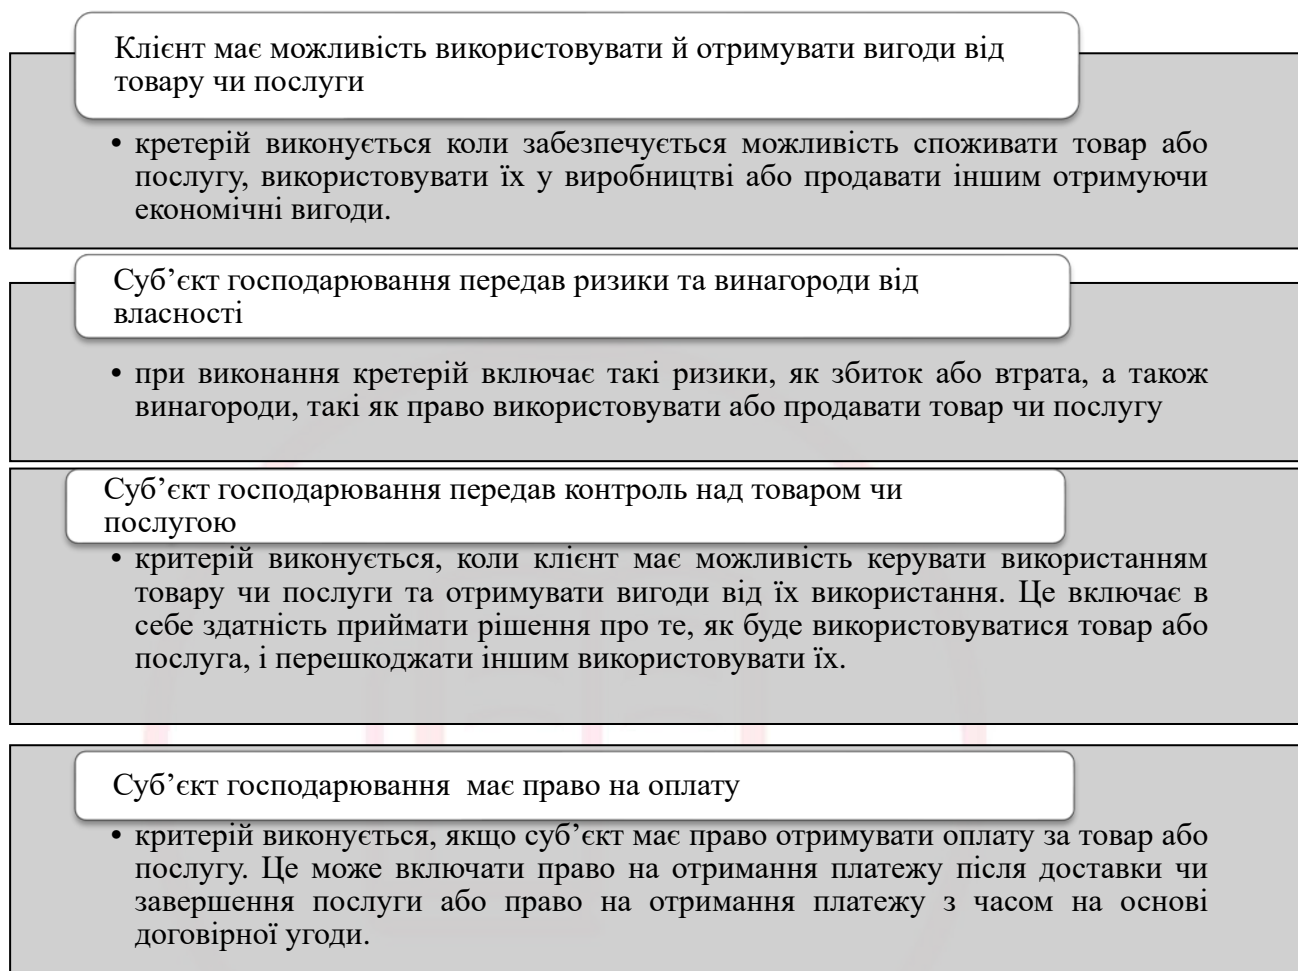 Клієнт має можливість використовувати й отримувати вигоди від
товару чи послуги
• кретерій виконується коли забезпечується можливість споживати товар або
послугу, використовувати їх у виробництві або продавати іншим отримуючи
економічні вигоди.
Суб’єкт господарювання передав ризики та винагороди від
власності
• при виконання кретерій включає такі ризики, як збиток або втрата, а також
винагороди, такі як право використовувати або продавати товар чи послугу
Суб’єкт господарювання передав контроль над товаром чи
послугою
• критерій виконується, коли клієнт має можливість керувати використанням
товару чи послуги та отримувати вигоди від їх використання. Це включає в
себе здатність приймати рішення про те, як буде використовуватися товар або
послуга, і перешкоджати іншим використовувати їх.
Суб’єкт господарювання  має право на оплату
• критерій виконується, якщо суб’єкт має право отримувати оплату за товар або
послугу. Це може включати право на отримання платежу після доставки чи
завершення послуги або право на отримання платежу з часом на основі
договірної угоди.